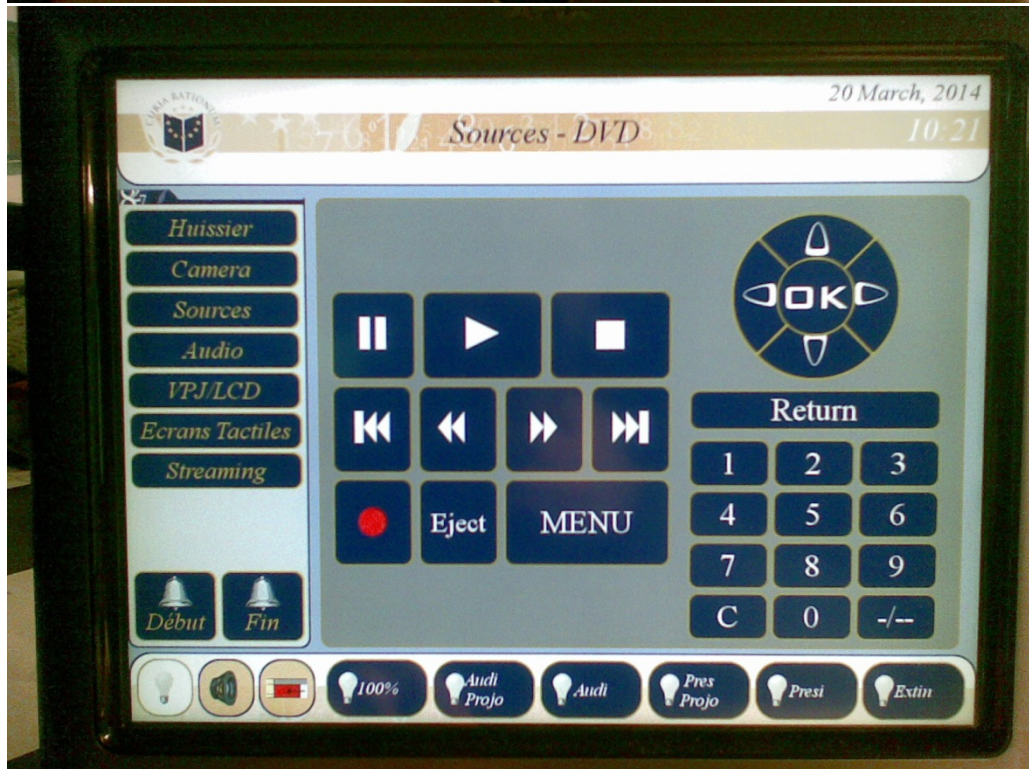 CURIA RATIONUM
20 March, 2014
Sources - DVD
10:21
Huissier
Camera
Sources
Audio
VPJ/LCD
Ecrans Tactiles
Streaming
Début
Fin
OK
Return
1 2 3
4 5 6
7 8 9
C 0 -/--
Eject
MENU
100%
Audi
Projo
Audi
Pres
Projo
Presi
Extin